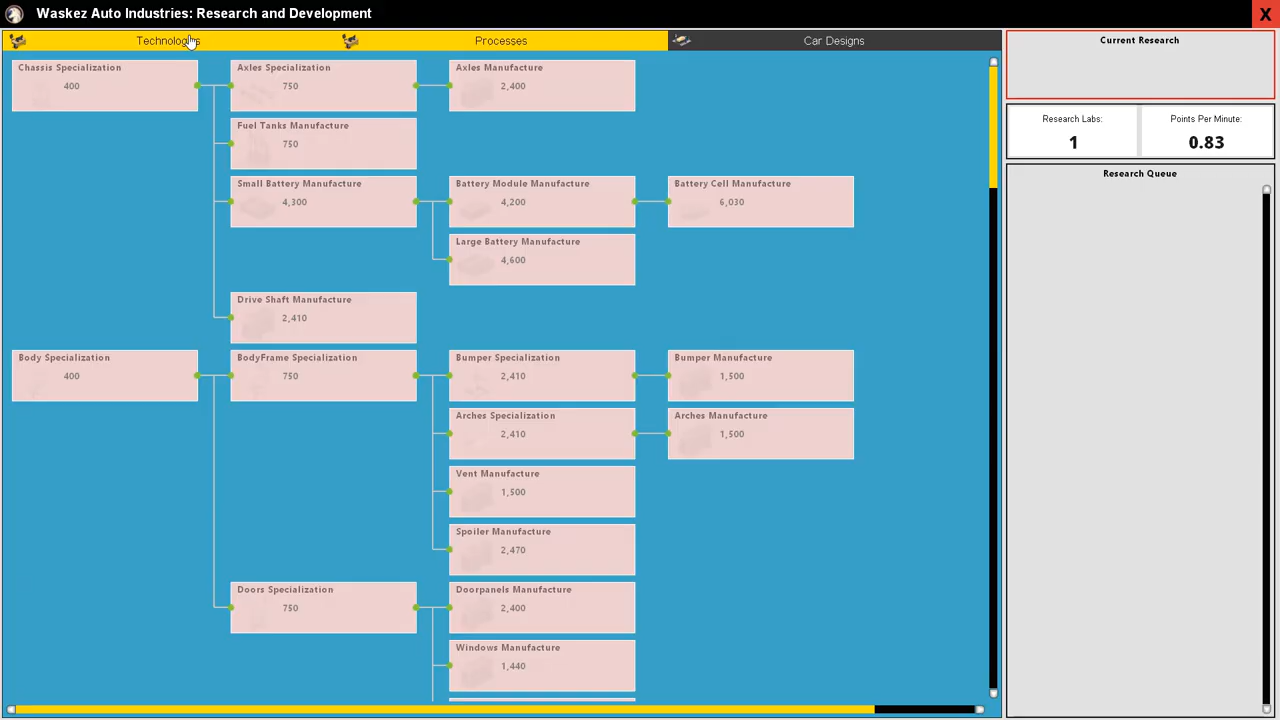 Waskez Auto Industries: Research and Development
X
Technologies
Processes
Car Designs
Current Research
Research Labs:
1
Points Per Minute:
0.83
Research Queue
Chassis Specialization
400
Axles Specialization
750
Axles Manufacture
2,400
Fuel Tanks Manufacture
750
Small Battery Manufacture
4,300
Battery Module Manufacture
4,200
Battery Cell Manufacture
6,030
Large Battery Manufacture
4,600
Drive Shaft Manufacture
2,410
Body Specialization
400
BodyFrame Specialization
750
Bumper Specialization
2,410
Bumper Manufacture
1,500
Arches Specialization
2,410
Arches Manufacture
1,500
Vent Manufacture
1,500
Spoiler Manufacture
2,470
Doors Specialization
750
Doorpanels Manufacture
2,400
Windows Manufacture
1,440